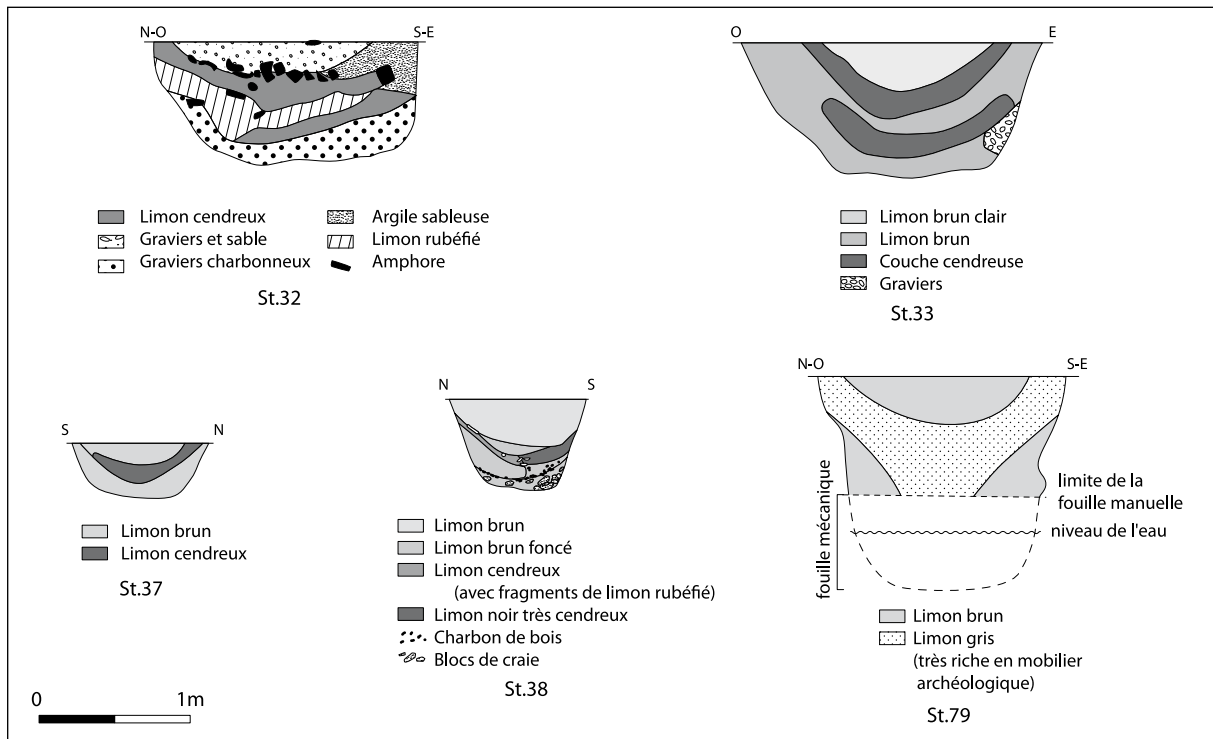 N-O S-E
Limon cendreux Argile sableuse
Graviers et sable Limon rubéfié
Graviers charbonneux Amphore
St.32
O E
Limon brun clair
Limon brun
Couche cendreuse
Graviers
St.33
S N
Limon brun
Limon cendreux
St.37
N S
Limon brun
Limon brun foncé
Limon cendreux
(avec fragments de limon rubéfié)
Limon noir très cendreux
Charbon de bois
Blocs de craie
St.38
N-O S-E
limite de la
fouille manuelle
niveau de l'eau
fouille mécanique
Limon brun
Limon gris
(très riche en mobilier
archéologique)
St.79
0 1m